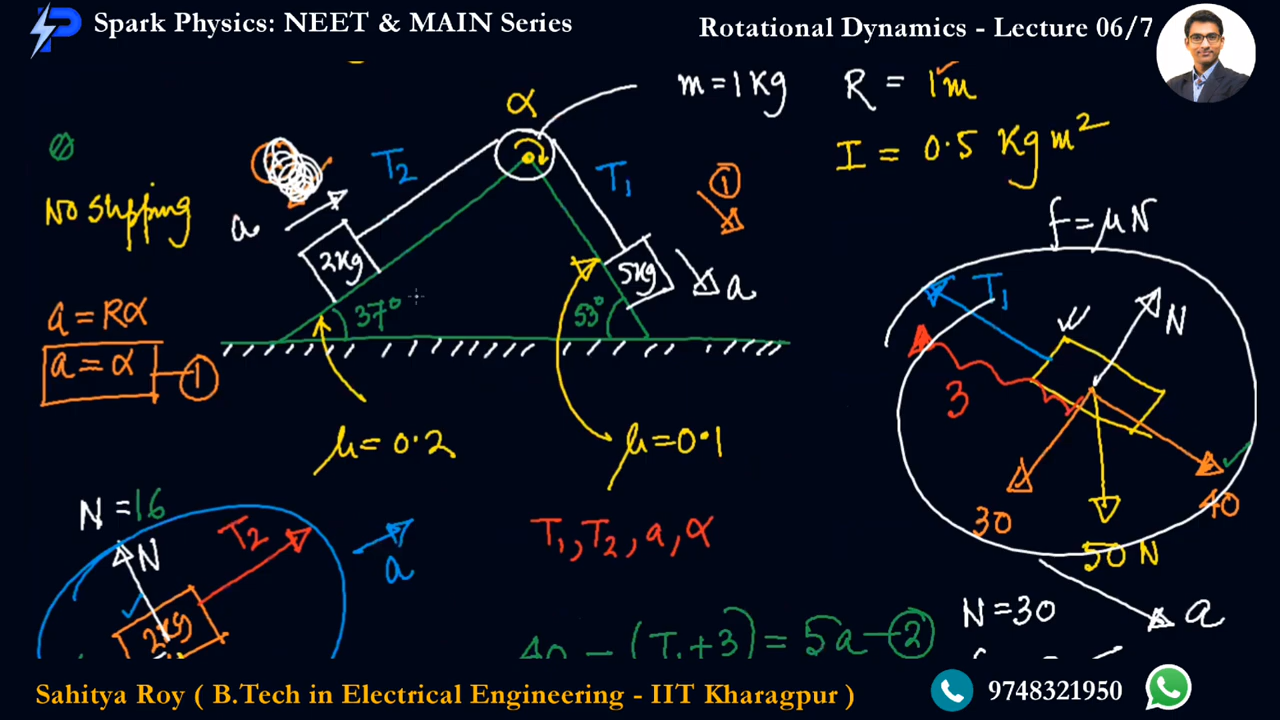 Spark Physics: NEET & MAIN Series
Rotational Dynamics - Lecture 06/7
m = 1 Kg
R = 1m
I = 0.5 Kg m²
α
No slipping
a
T₂
T₁
①
2Kg
5Kg
a
37°
53°
a = Rα
a = α — ①
μ = 0.2
μ = 0.1
f = μN
T₁
N
3
30
40
50 N
a
N = 16
N
T₂
a
2Kg
T₁, T₂, a, α
40 - (T₁ + 3) = 5a — ②
N = 30
Sahitya Roy ( B.Tech in Electrical Engineering - IIT Kharagpur )
9748321950